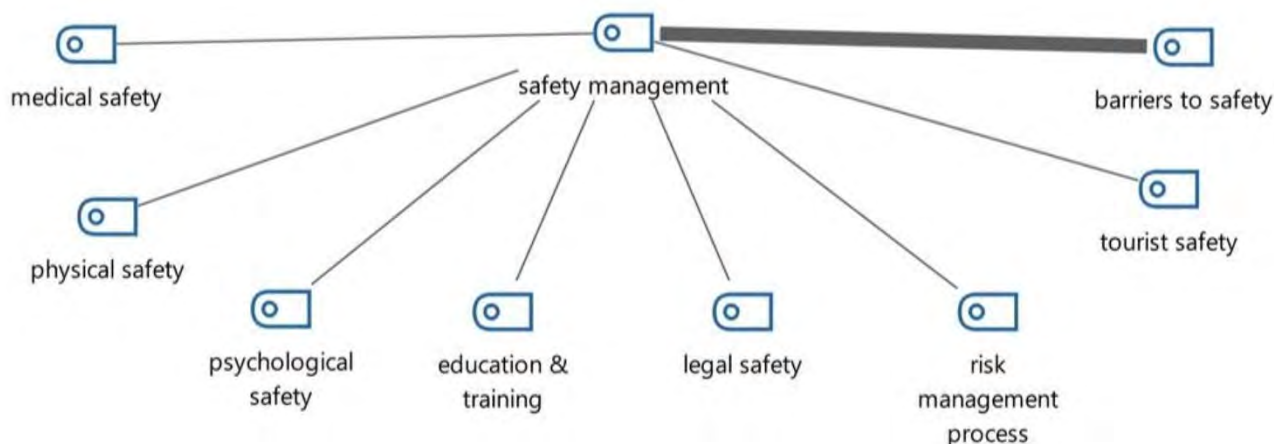 safety management
medical safety
barriers to safety
physical safety
tourist safety
psychological
safety
education &
training
legal safety
risk
management
process